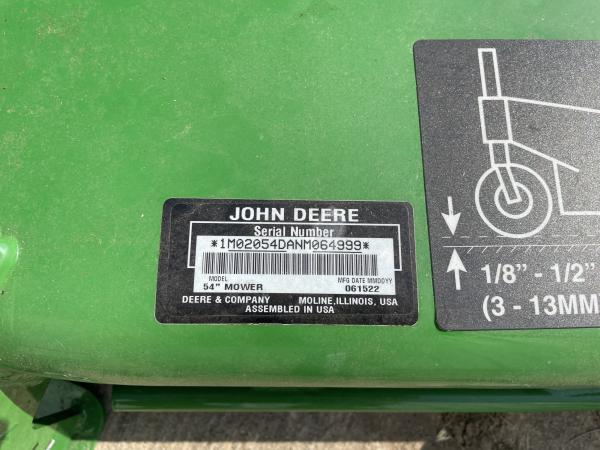 JOHN DEERE
Serial Number
*1M02054DANM064999*
MODEL MFG DATE MMDDYY
54" MOWER 061522
DEERE & COMPANY MOLINE,ILLINOIS, USA
ASSEMBLED IN USA
1/8" - 1/2"
(3 - 13MM